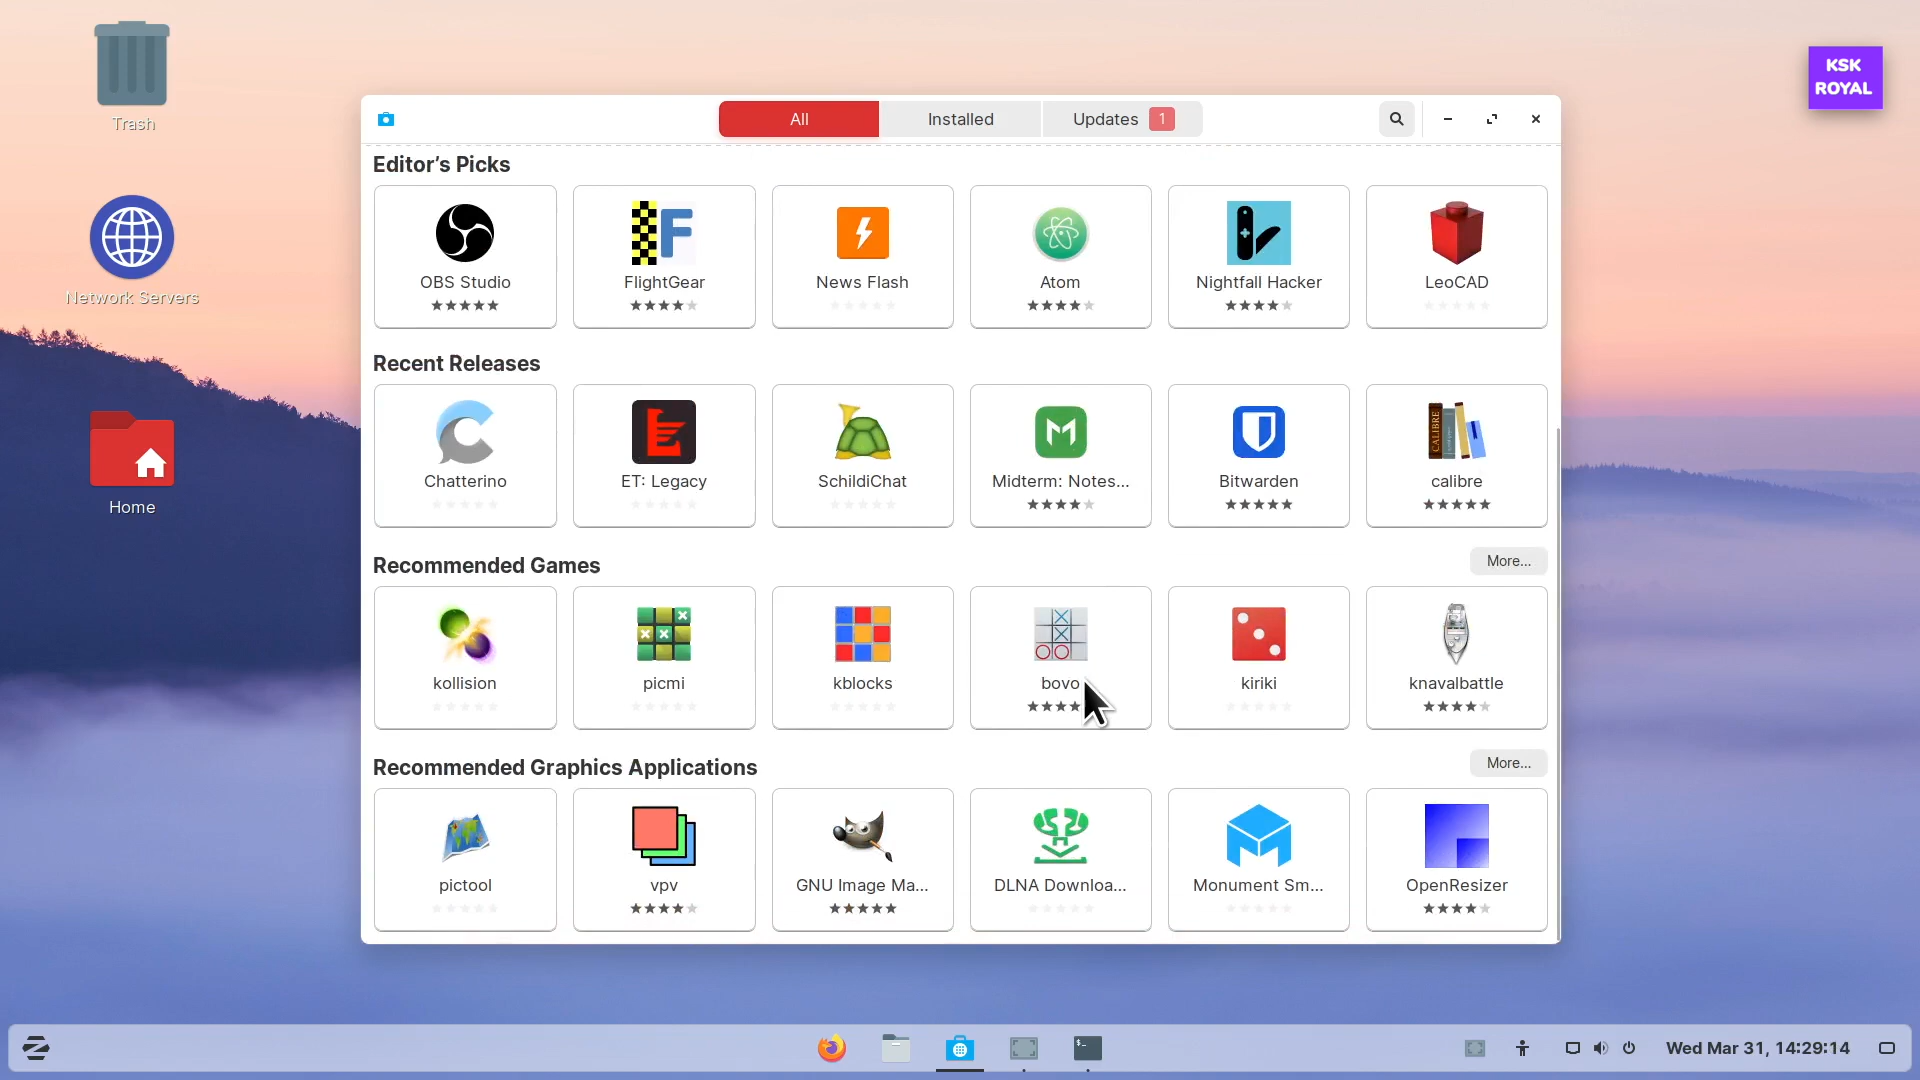 Trash
Network Servers
Home
KSK
ROYAL
All
Installed
Updates 1
Editor’s Picks
OBS Studio
FlightGear
News Flash
Atom
Nightfall Hacker
LeoCAD
Recent Releases
Chatterino
ET: Legacy
SchildiChat
Midterm: Notes...
Bitwarden
CALIBRE
calibre
Recommended Games
More...
kollision
picmi
kblocks
bovo
kiriki
knavalbattle
Recommended Graphics Applications
More...
pictool
vpv
GNU Image Ma...
DLNA Downloa...
Monument Sm...
OpenResizer
Wed Mar 31, 14:29:14